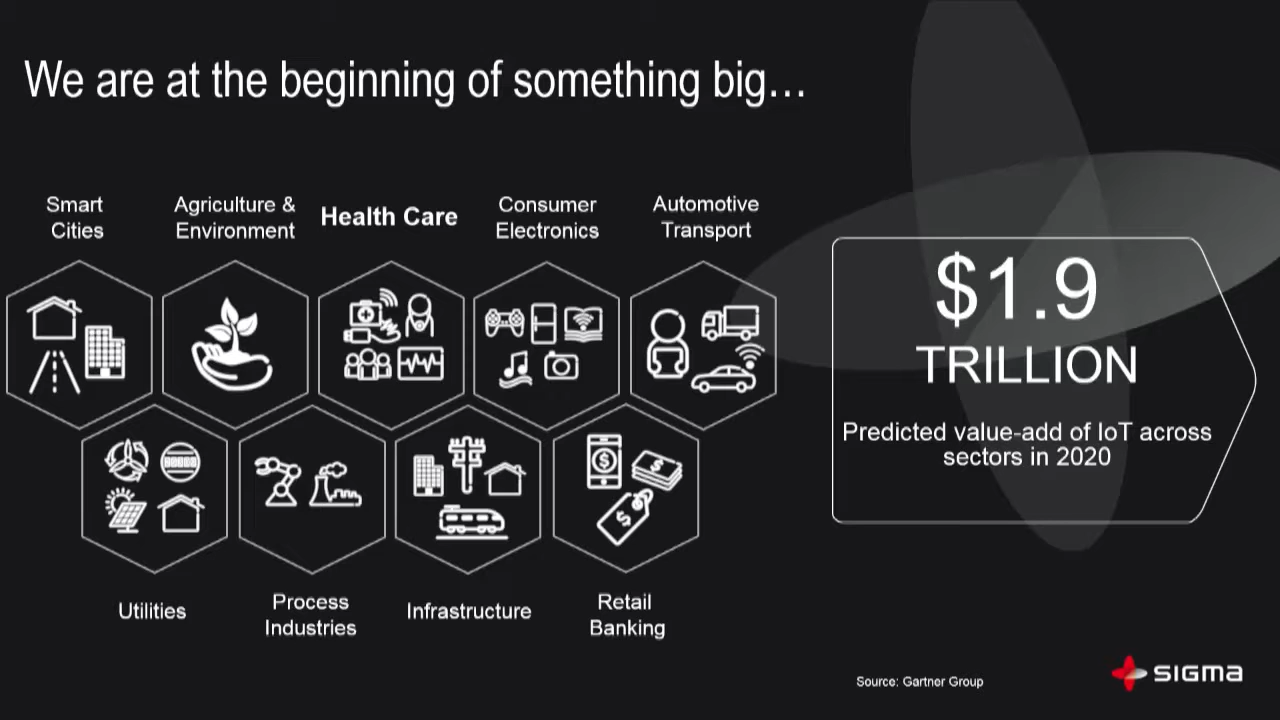 We are at the beginning of something big...
Smart
Cities
Agriculture &
Environment
Health Care
Consumer
Electronics
Automotive
Transport
$1.9
TRILLION
Predicted value-add of IoT across
sectors in 2020
Utilities
Process
Industries
Infrastructure
Retail
Banking
Source: Gartner Group
SIGMA